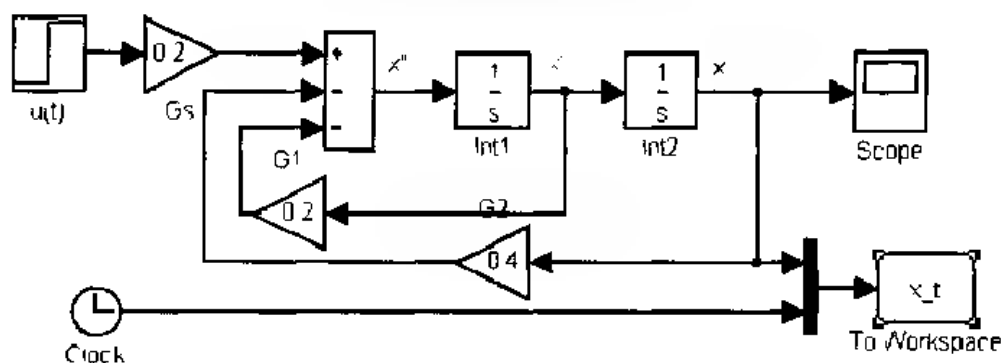 0.2
+
x''
1
s
x
1
s
−
−
u(t)
Gs
G1
Int1
Int2
Scope
0.2
G2
0.4
x_t
Clock
To Workspace